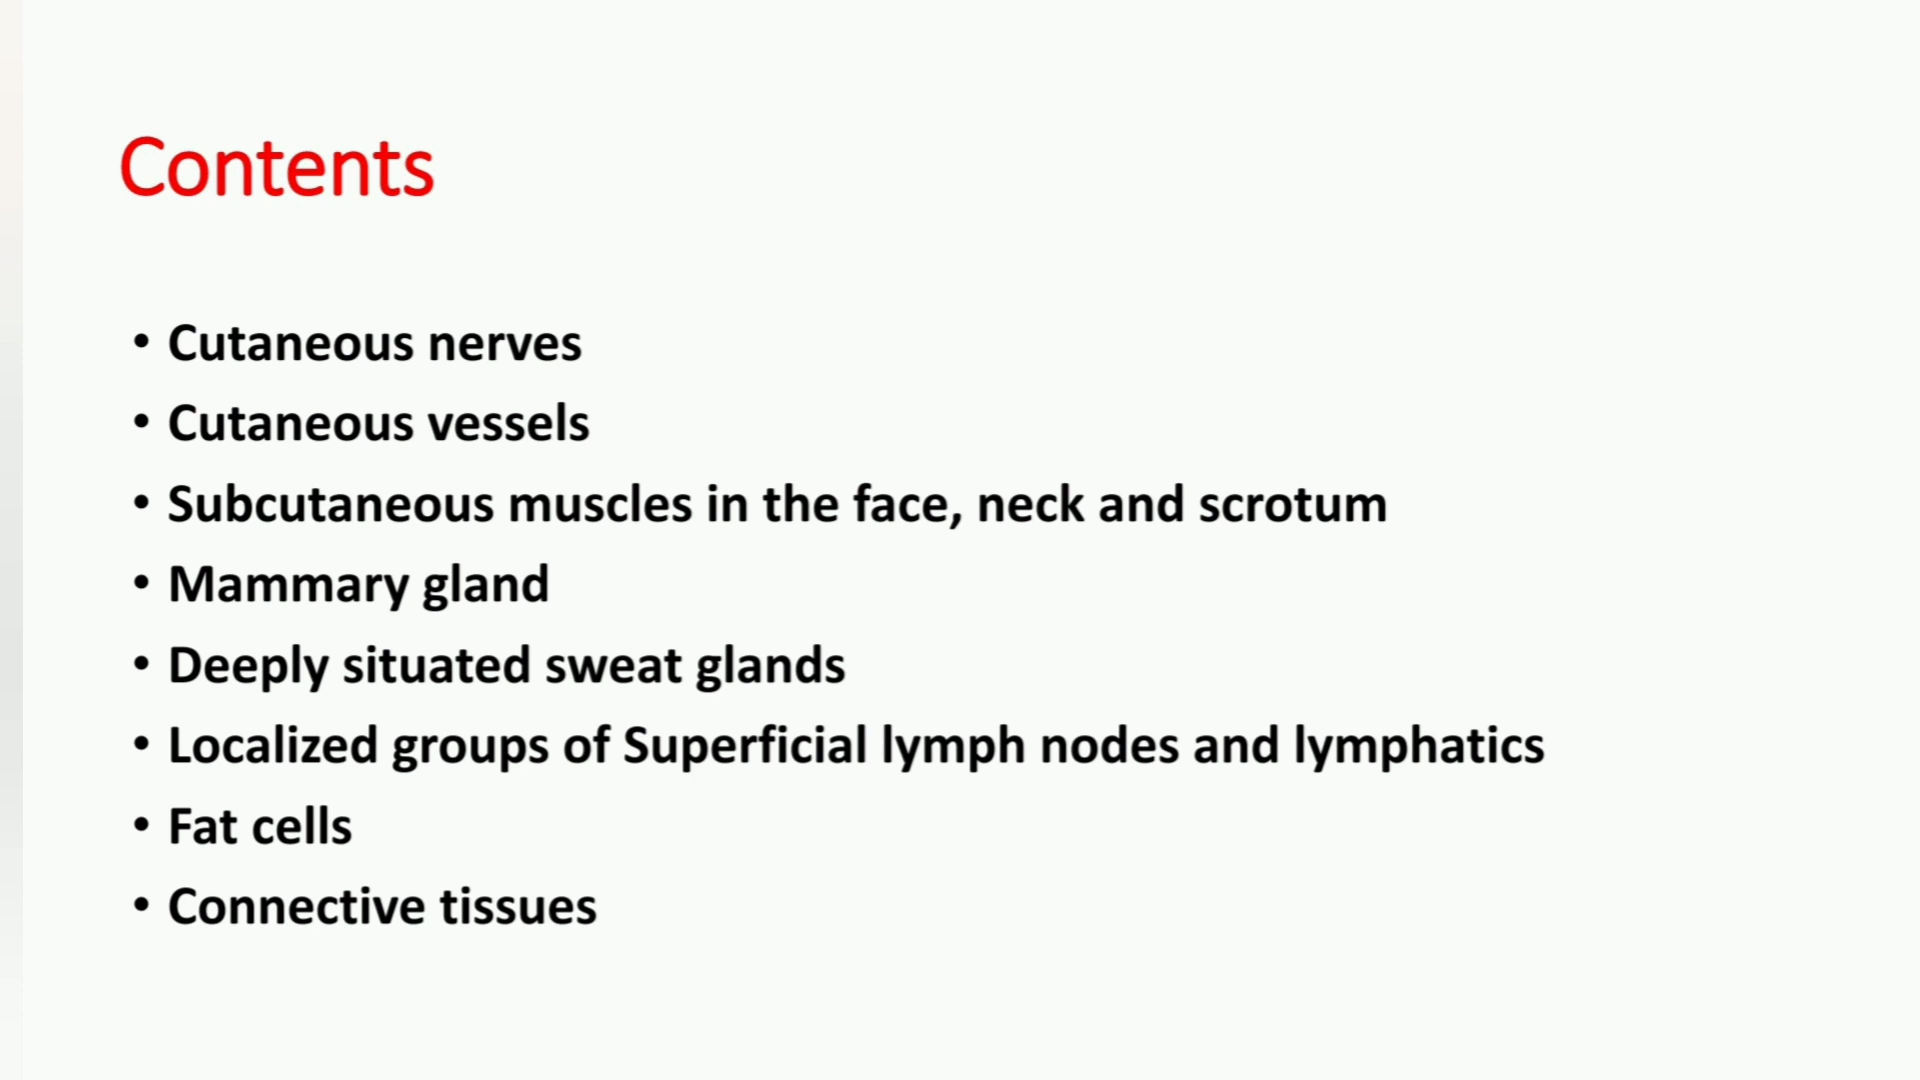 Contents
• Cutaneous nerves
• Cutaneous vessels
• Subcutaneous muscles in the face, neck and scrotum
• Mammary gland
• Deeply situated sweat glands
• Localized groups of Superficial lymph nodes and lymphatics
• Fat cells
• Connective tissues